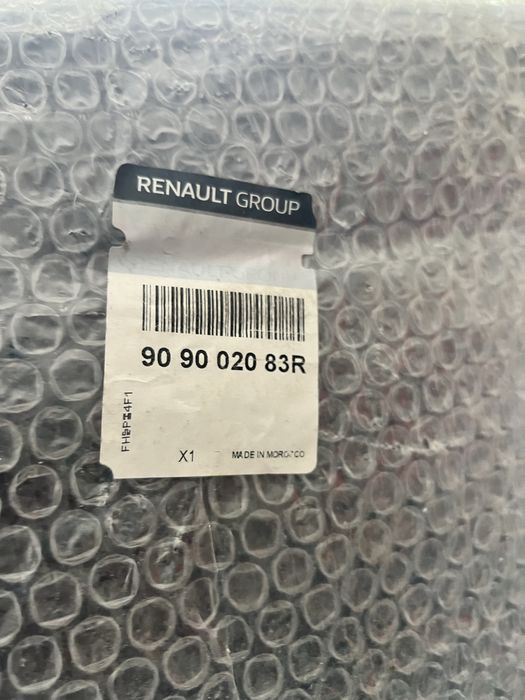 RENAULT GROUP
90 90 020 83R
X1
MADE IN MOROCCO